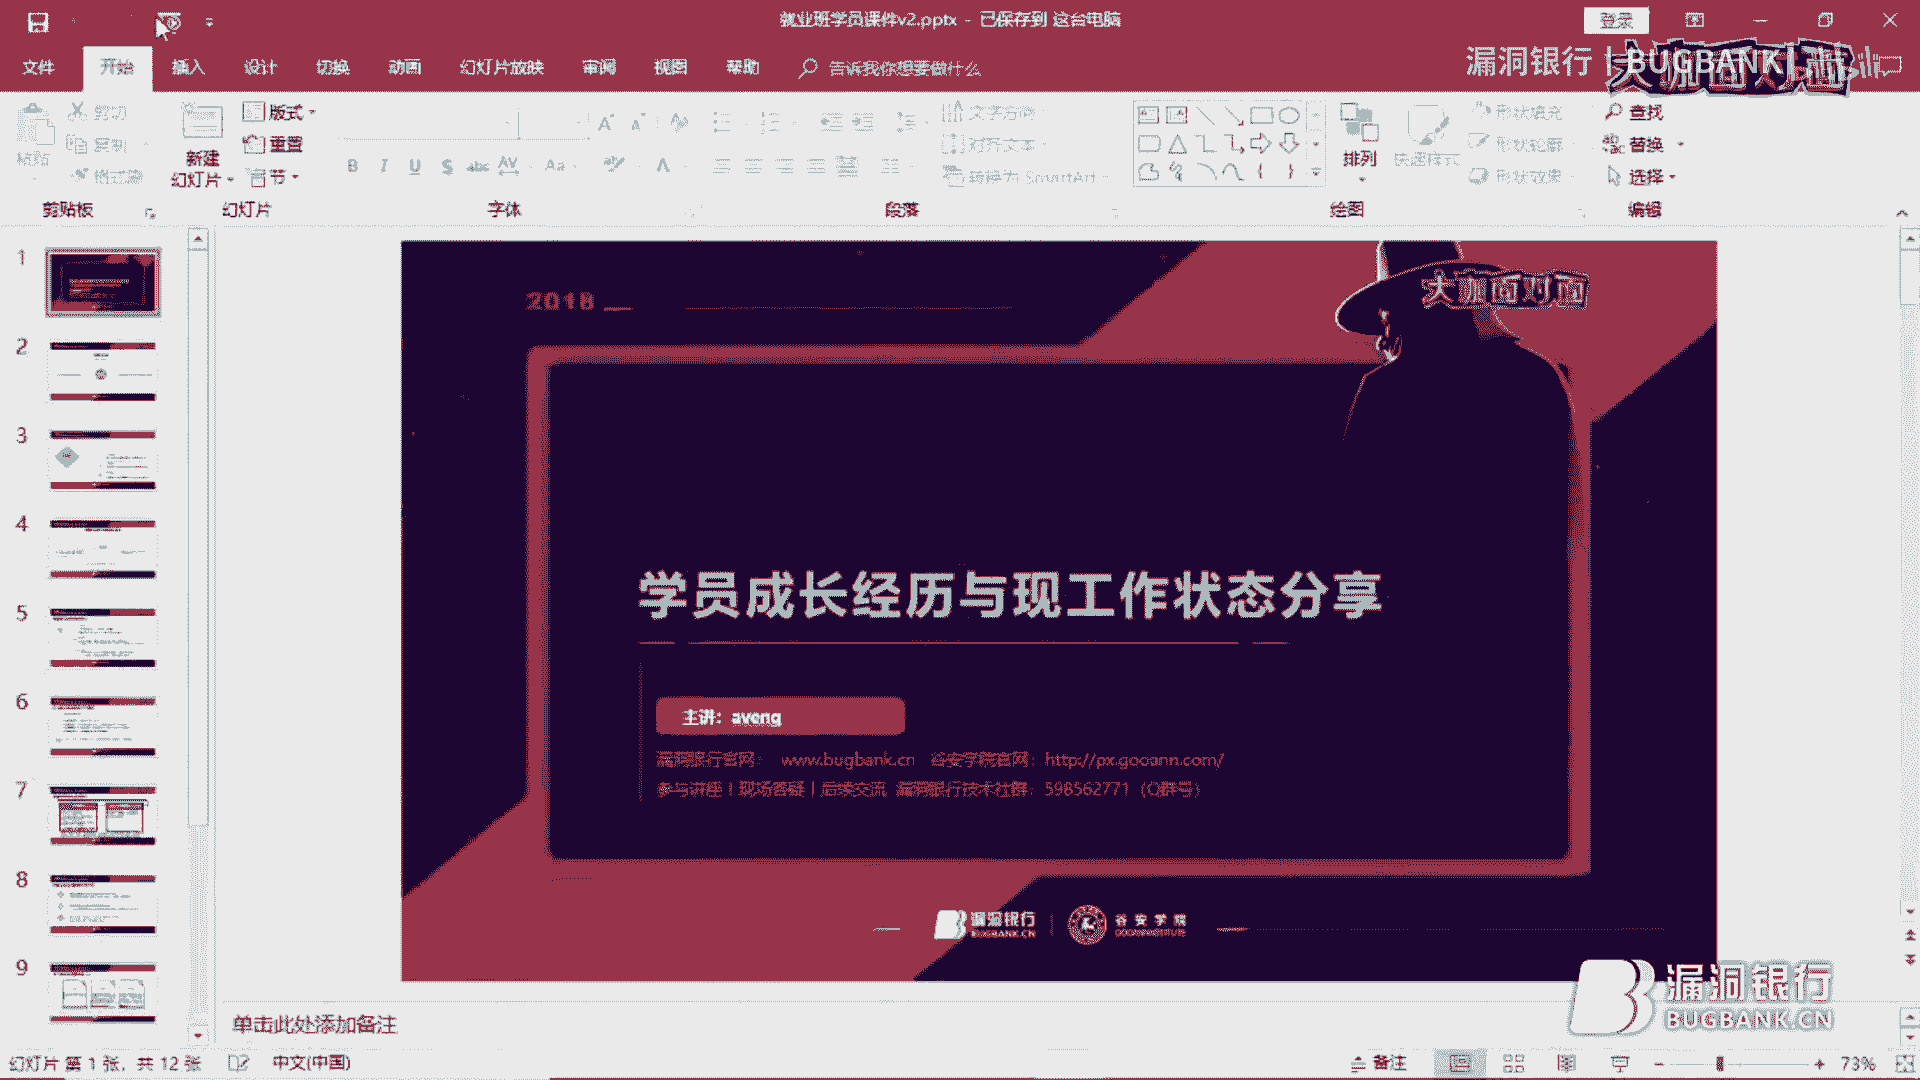 就业班学员课件v2.pptx - 已保存到 这台电脑
登录
文件 开始 插入 设计 切换 动画 幻灯片放映 审阅 视图 帮助 告诉我你想要做什么
漏洞银行 | BUGBANK |
大咖面对面
粘贴
剪切
复制
格式刷
新建
幻灯片
版式
重置
节
文字方向
对齐文本
转换为 SmartArt
排列
快速样式
形状填充
形状轮廓
形状效果
查找
替换
选择
剪贴板 幻灯片 字体 段落 绘图 编辑
1
2
3
4
5
6
7
8
9
2018
大咖面对面
学员成长经历与现工作状态分享
主讲：aveng
漏洞银行官网： www.bugbank.cn 谷安学院官网：http://px.gooann.com/
参与讲座 | 现场答疑 | 后续交流 漏洞银行技术社群：598562771（Q群号）
漏洞银行
BUGBANK.CN
谷安学院
漏洞银行
BUGBANK.CN
单击此处添加备注
幻灯片 第 1 张，共 12 张 中文(中国) 备注 73%